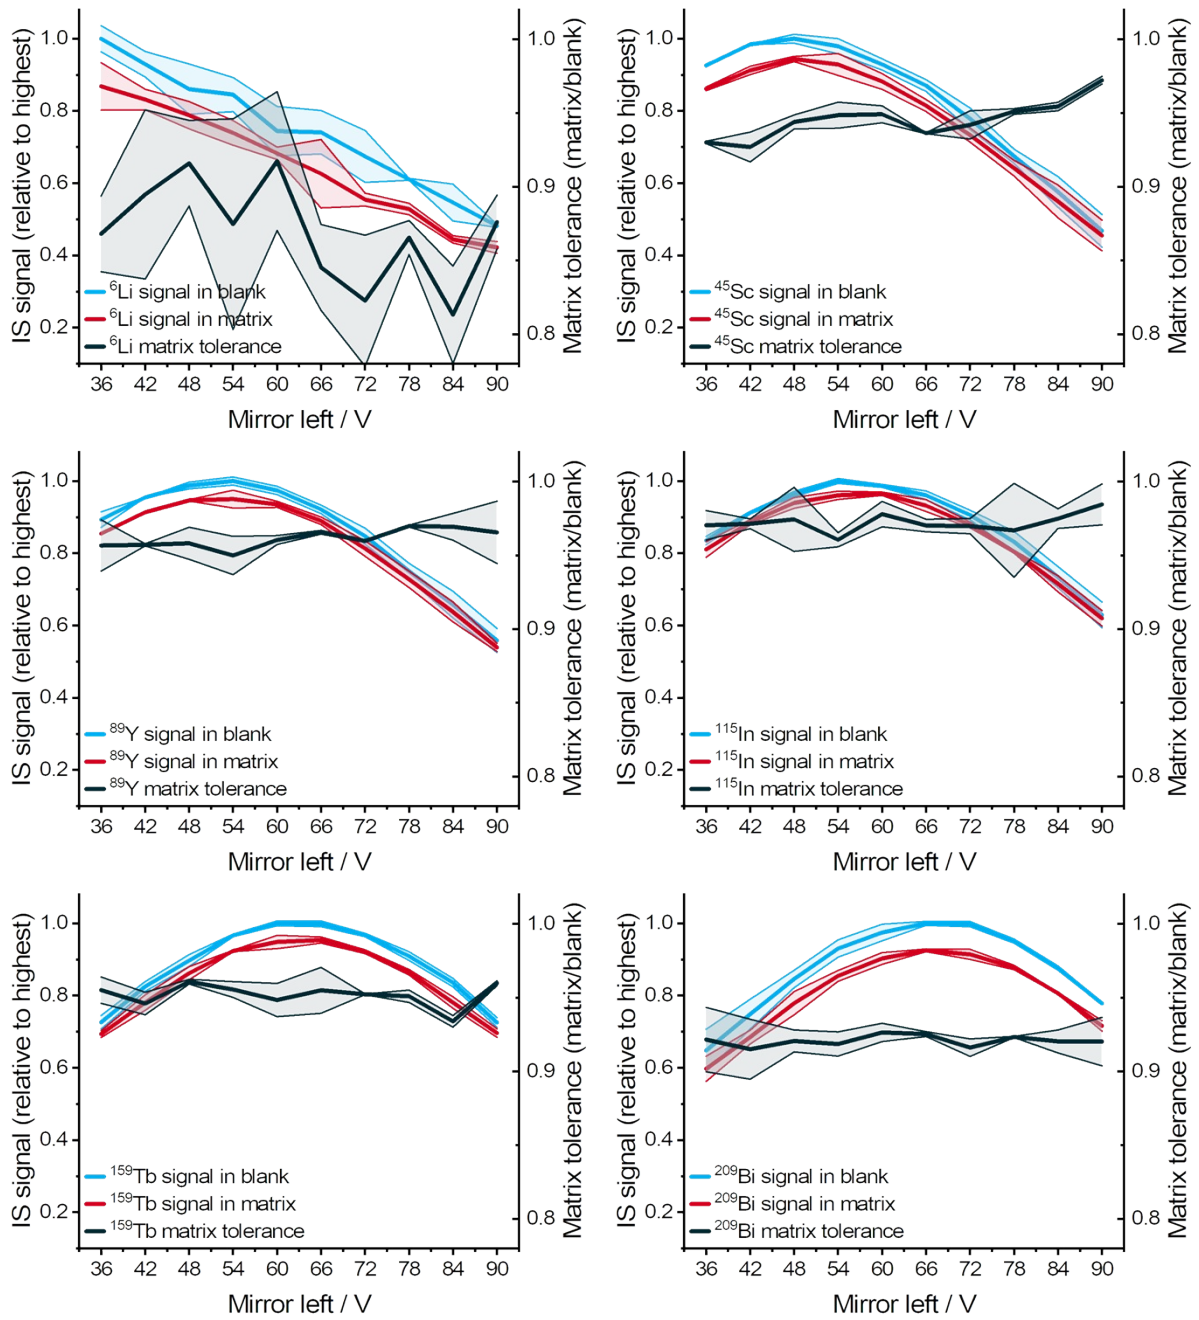 IS signal (relative to highest)
1.0
0.8
0.6
0.4
0.2
⁶Li signal in blank
⁶Li signal in matrix
⁶Li matrix tolerance
1.0
0.9
0.8
Matrix tolerance (matrix/blank)
36 42 48 54 60 66 72 78 84 90
Mirror left / V
IS signal (relative to highest)
1.0
0.8
0.6
0.4
0.2
⁴⁵Sc signal in blank
⁴⁵Sc signal in matrix
⁴⁵Sc matrix tolerance
1.0
0.9
0.8
Matrix tolerance (matrix/blank)
36 42 48 54 60 66 72 78 84 90
Mirror left / V
IS signal (relative to highest)
1.0
0.8
0.6
0.4
0.2
⁸⁹Y signal in blank
⁸⁹Y signal in matrix
⁸⁹Y matrix tolerance
1.0
0.9
0.8
Matrix tolerance (matrix/blank)
36 42 48 54 60 66 72 78 84 90
Mirror left / V
IS signal (relative to highest)
1.0
0.8
0.6
0.4
0.2
¹¹⁵In signal in blank
¹¹⁵In signal in matrix
¹¹⁵In matrix tolerance
1.0
0.9
0.8
Matrix tolerance (matrix/blank)
36 42 48 54 60 66 72 78 84 90
Mirror left / V
IS signal (relative to highest)
1.0
0.8
0.6
0.4
0.2
¹⁵⁹Tb signal in blank
¹⁵⁹Tb signal in matrix
¹⁵⁹Tb matrix tolerance
1.0
0.9
0.8
Matrix tolerance (matrix/blank)
36 42 48 54 60 66 72 78 84 90
Mirror left / V
IS signal (relative to highest)
1.0
0.8
0.6
0.4
0.2
²⁰⁹Bi signal in blank
²⁰⁹Bi signal in matrix
²⁰⁹Bi matrix tolerance
1.0
0.9
0.8
Matrix tolerance (matrix/blank)
36 42 48 54 60 66 72 78 84 90
Mirror left / V